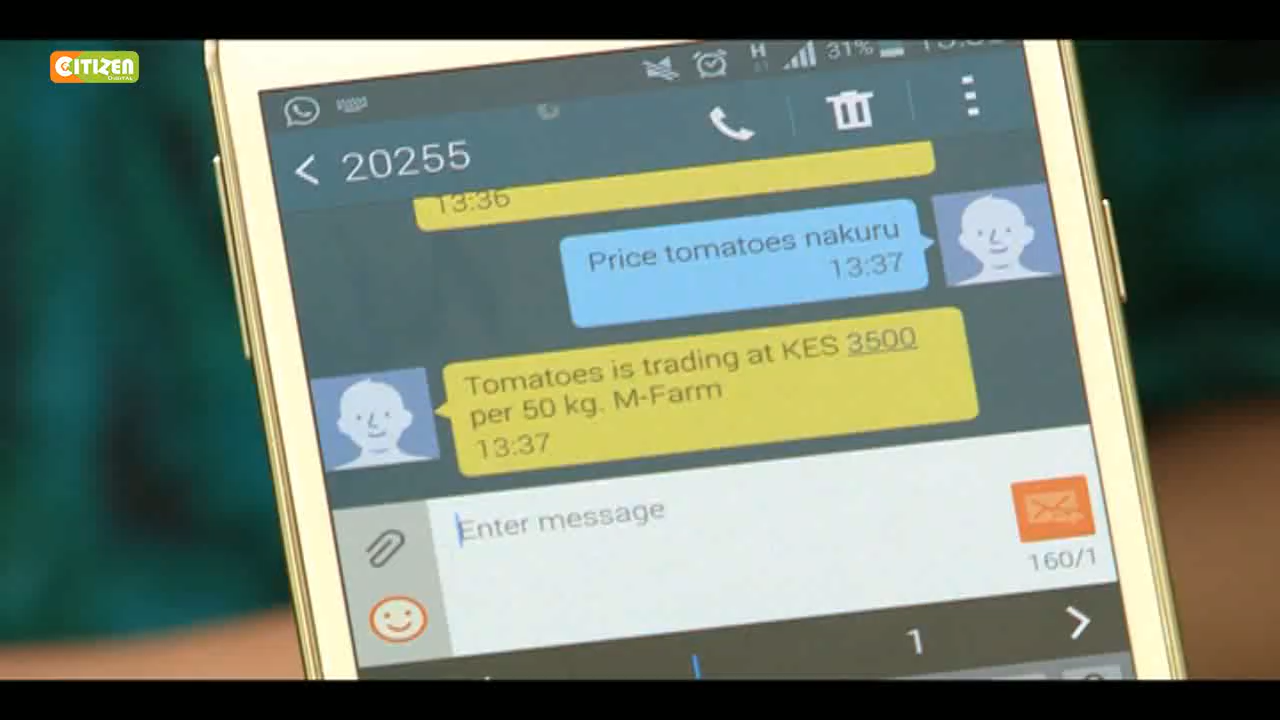 CITIZEN
DIGITAL
H
31%
20255
13:36
Price tomatoes nakuru
13:37
Tomatoes is trading at KES 3500
per 50 kg. M-Farm
13:37
Enter message
160/1
1